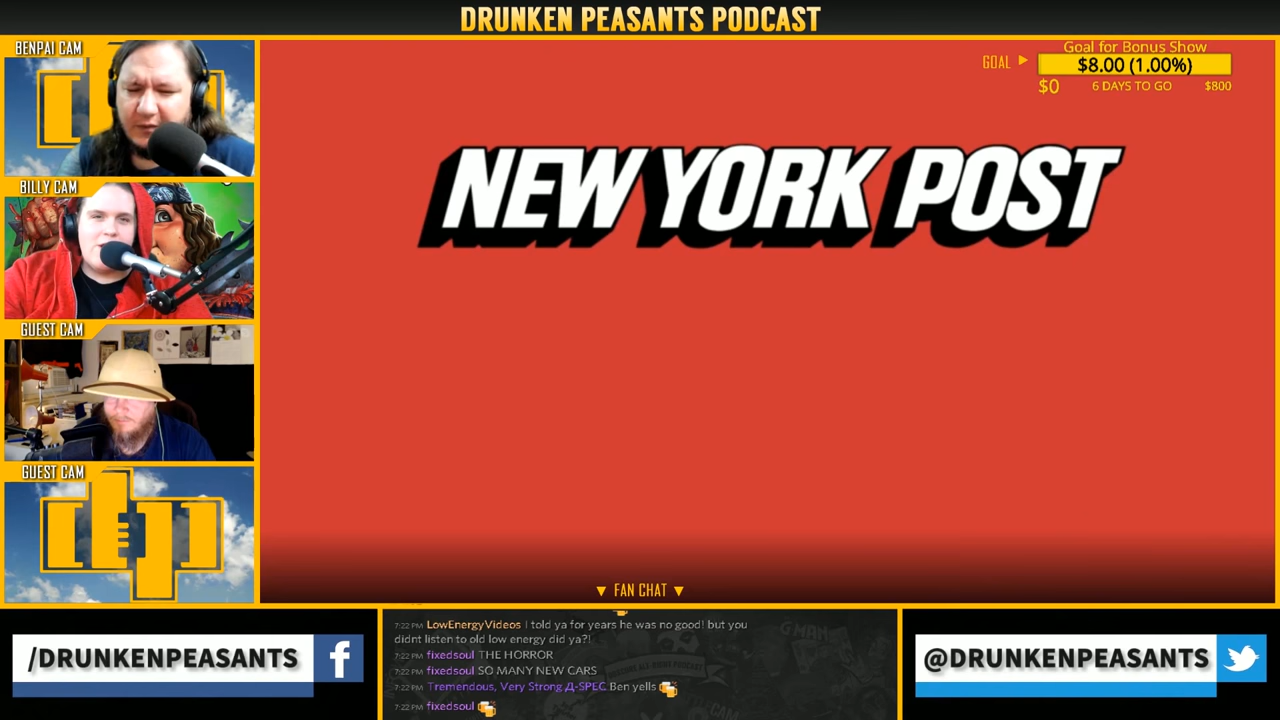 DRUNKEN PEASANTS PODCAST
BENPAI CAM
BILLY CAM
GUEST CAM
GUEST CAM
Goal for Bonus Show
GOAL
$8.00 (1.00%)
$0
6 DAYS TO GO
$800
NEW YORK POST
▼ FAN CHAT ▼
7:22 PM LowEnergyVideos I told ya for years he was no good! but you
didnt listen to old low energy did ya?!
7:22 PM fixedsoul THE HORROR
7:22 PM fixedsoul SO MANY NEW CARS
7:22 PM Tremendous, Very Strong Д-SPEC Ben yells
7:22 PM fixedsoul
/DRUNKENPEASANTS
@DRUNKENPEASANTS